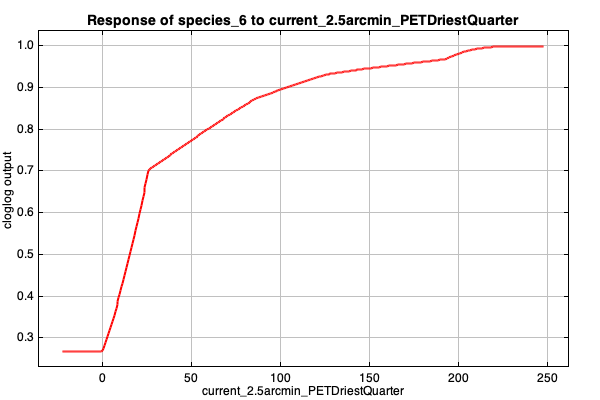 Response of species_6 to current_2.5arcmin_PETDriestQuarter
1.0
0.9
0.8
0.7
0.6
0.5
0.4
0.3
cloglog output
0 50 100 150 200 250
current_2.5arcmin_PETDriestQuarter